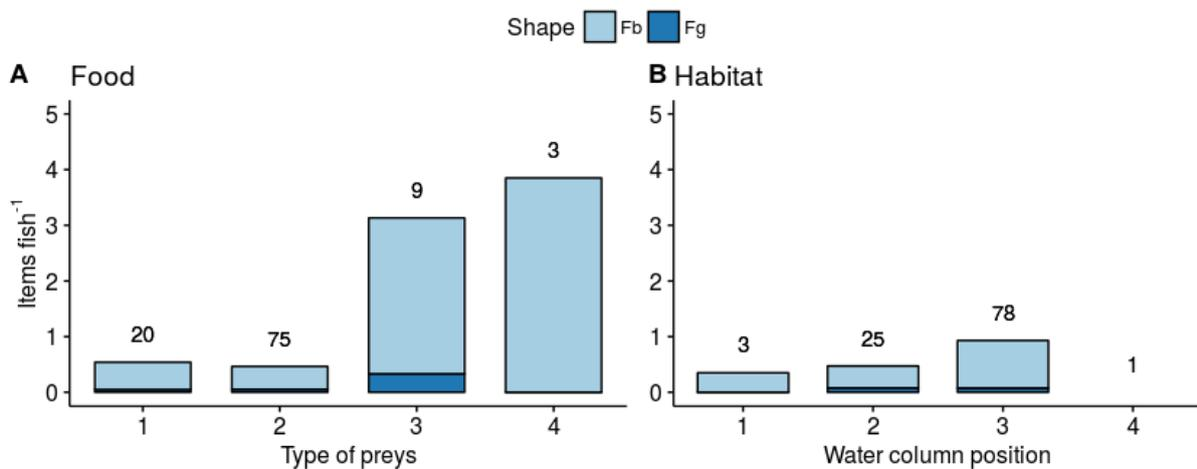 Shape Fb Fg
A Food
B Habitat
Items fish-1
5
4
3
2
1
0
20
75
9
3
1 2 3 4
Type of preys
5
4
3
2
1
0
3
25
78
1
1 2 3 4
Water column position